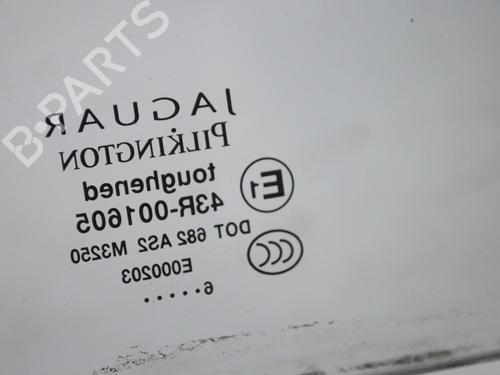 B-PARTS
JAGUAR
PILKINGTON
toughened
E1
43R-001605
DOT 682 AS2 M3250
CCC
E000203
6 .....